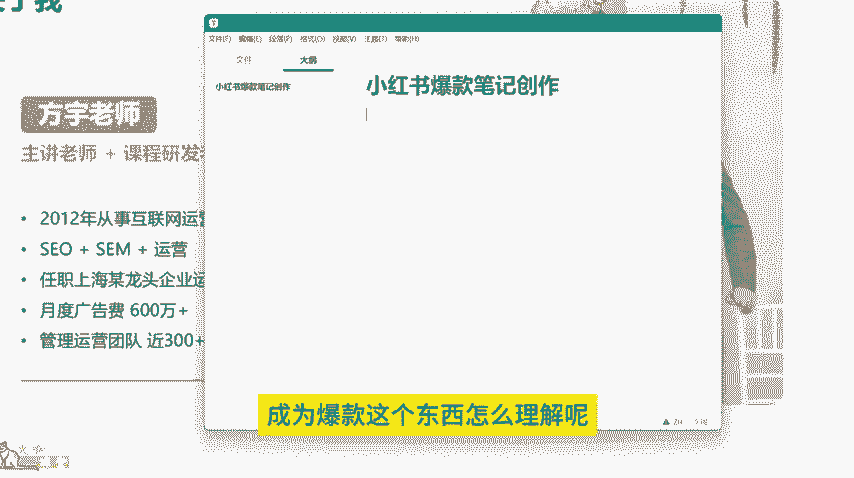 关于我
方宇老师
主讲老师 + 课程研发
• 2012年从事互联网运营
• SEO + SEM + 运营
• 任职上海某龙头企业运
• 月度广告费 600万+
• 管理运营团队 近300+
文件(F) 编辑(E) 段落(P) 格式(O) 视图(V) 主题(T) 帮助(H)
文件 大纲
小红书爆款笔记创作
小红书爆款笔记创作
成为爆款这个东西怎么理解呢